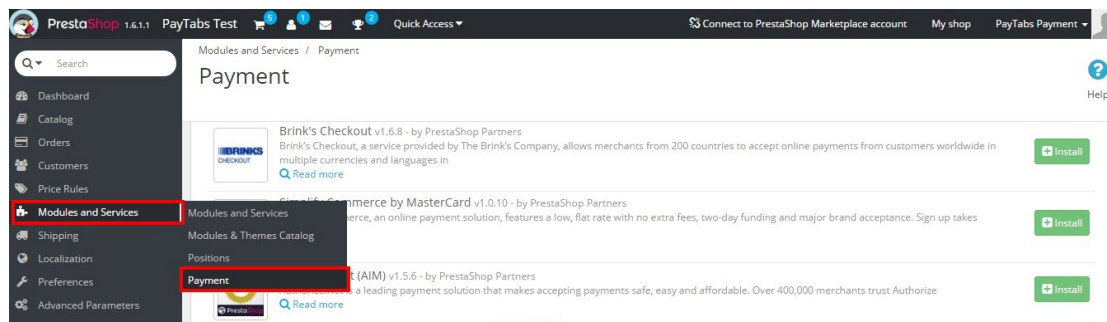 PrestaShop 1.6.1.1 PayTabs Test 5 1 2 Quick Access Connect to PrestaShop Marketplace account My shop PayTabs Payment
Search
Dashboard
Catalog
Orders
Customers
Price Rules
Modules and Services
Shipping
Localization
Preferences
Advanced Parameters
Modules and Services
Modules & Themes Catalog
Positions
Payment
Modules and Services / Payment
Payment
Help
BRINKS
CHECKOUT
Brink's Checkout v1.6.8 - by PrestaShop Partners
Brink's Checkout, a service provided by The Brink's Company, allows merchants from 200 countries to accept online payments from customers worldwide in
multiple currencies and languages in
Read more
Install
Commerce by MasterCard v1.0.10 - by PrestaShop Partners
an online payment solution, features a low, flat rate with no extra fees, two-day funding and major brand acceptance. Sign up takes
Install
(AIM) v1.5.6 - by PrestaShop Partners
a leading payment solution that makes accepting payments safe, easy and affordable. Over 400,000 merchants trust Authorize
Read more
PrestaShop
Install